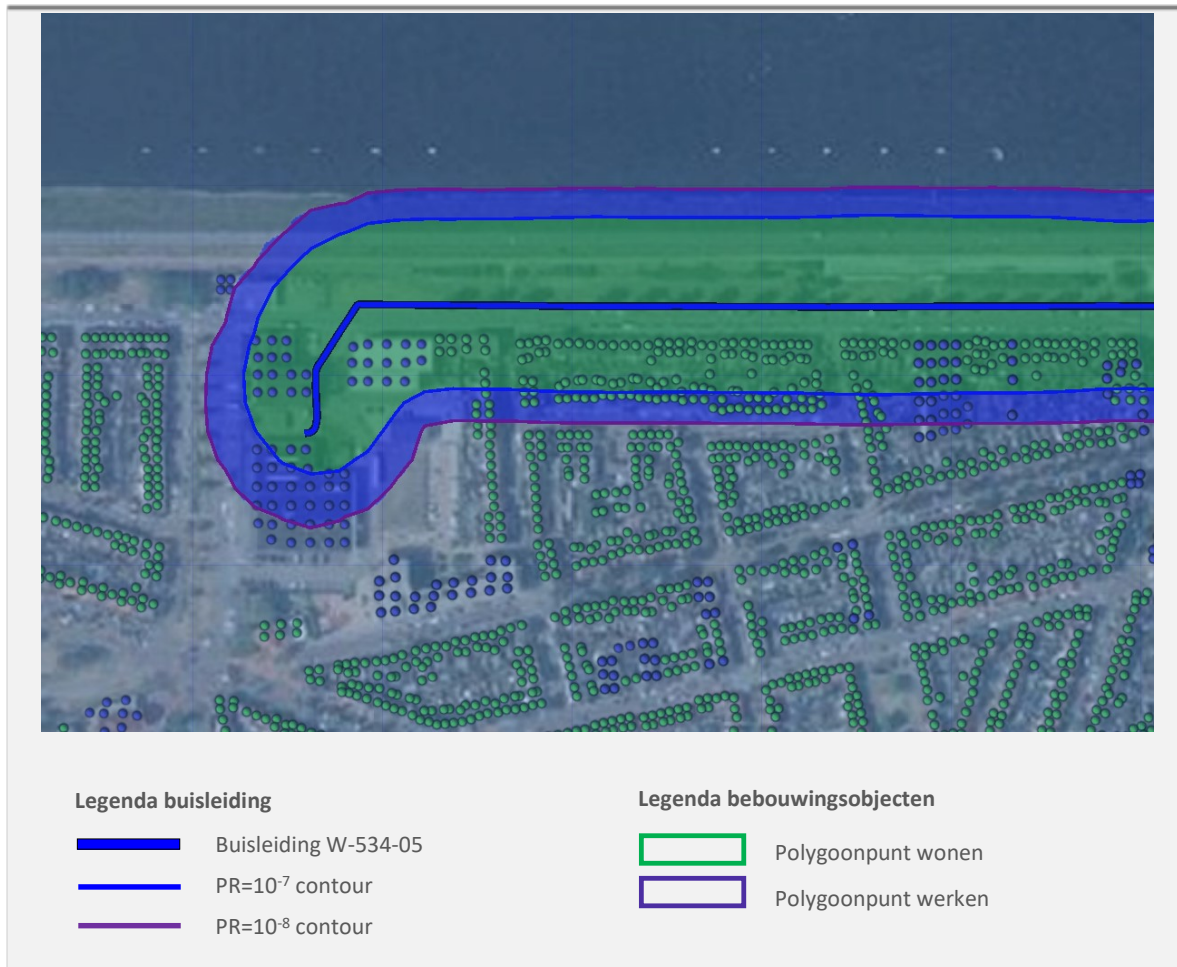 Legenda buisleiding
Buisleiding W-534-05
PR=10⁻⁷ contour
PR=10⁻⁸ contour
Legenda bebouwingsobjecten
Polygoonpunt wonen
Polygoonpunt werken